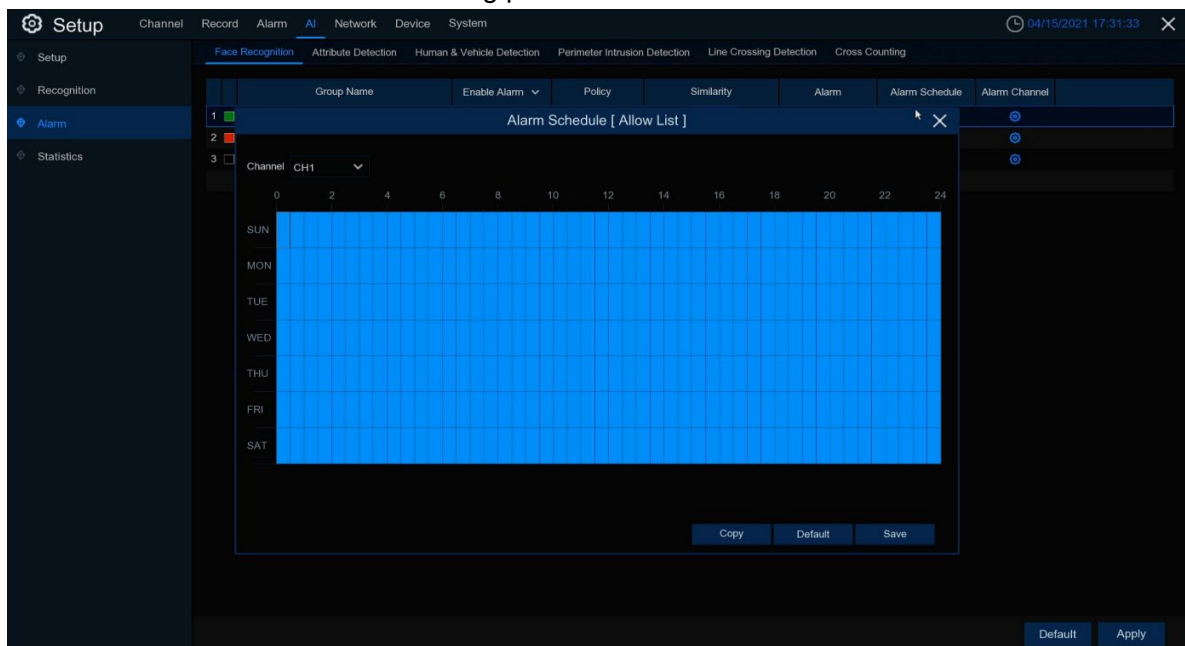 Setup Channel Record Alarm AI Network Device System 04/15/2021 17:31:33
Setup
Recognition
Alarm
Statistics
Face Recognition Attribute Detection Human & Vehicle Detection Perimeter Intrusion Detection Line Crossing Detection Cross Counting
Group Name Enable Alarm Policy Similarity Alarm Alarm Schedule Alarm Channel
1
2
3
Alarm Schedule [ Allow List ]
Channel CH1
0 2 4 6 8 10 12 14 16 18 20 22 24
SUN
MON
TUE
WED
THU
FRI
SAT
Copy Default Save
Default Apply